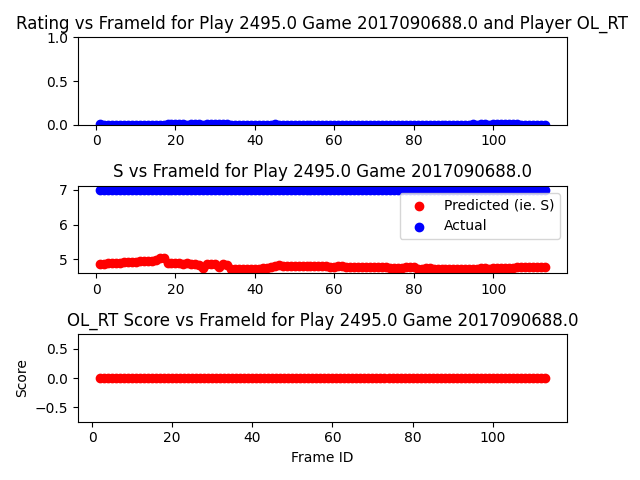 Rating vs FrameId for Play 2495.0 Game 2017090688.0 and Player OL_RT
1.0
0.5
0.0
0 20 40 60 80 100
S vs FrameId for Play 2495.0 Game 2017090688.0
7
6
5
Predicted (ie. S)
Actual
0 20 40 60 80 100
OL_RT Score vs FrameId for Play 2495.0 Game 2017090688.0
Score
0.5
0.0
−0.5
0 20 40 60 80 100
Frame ID